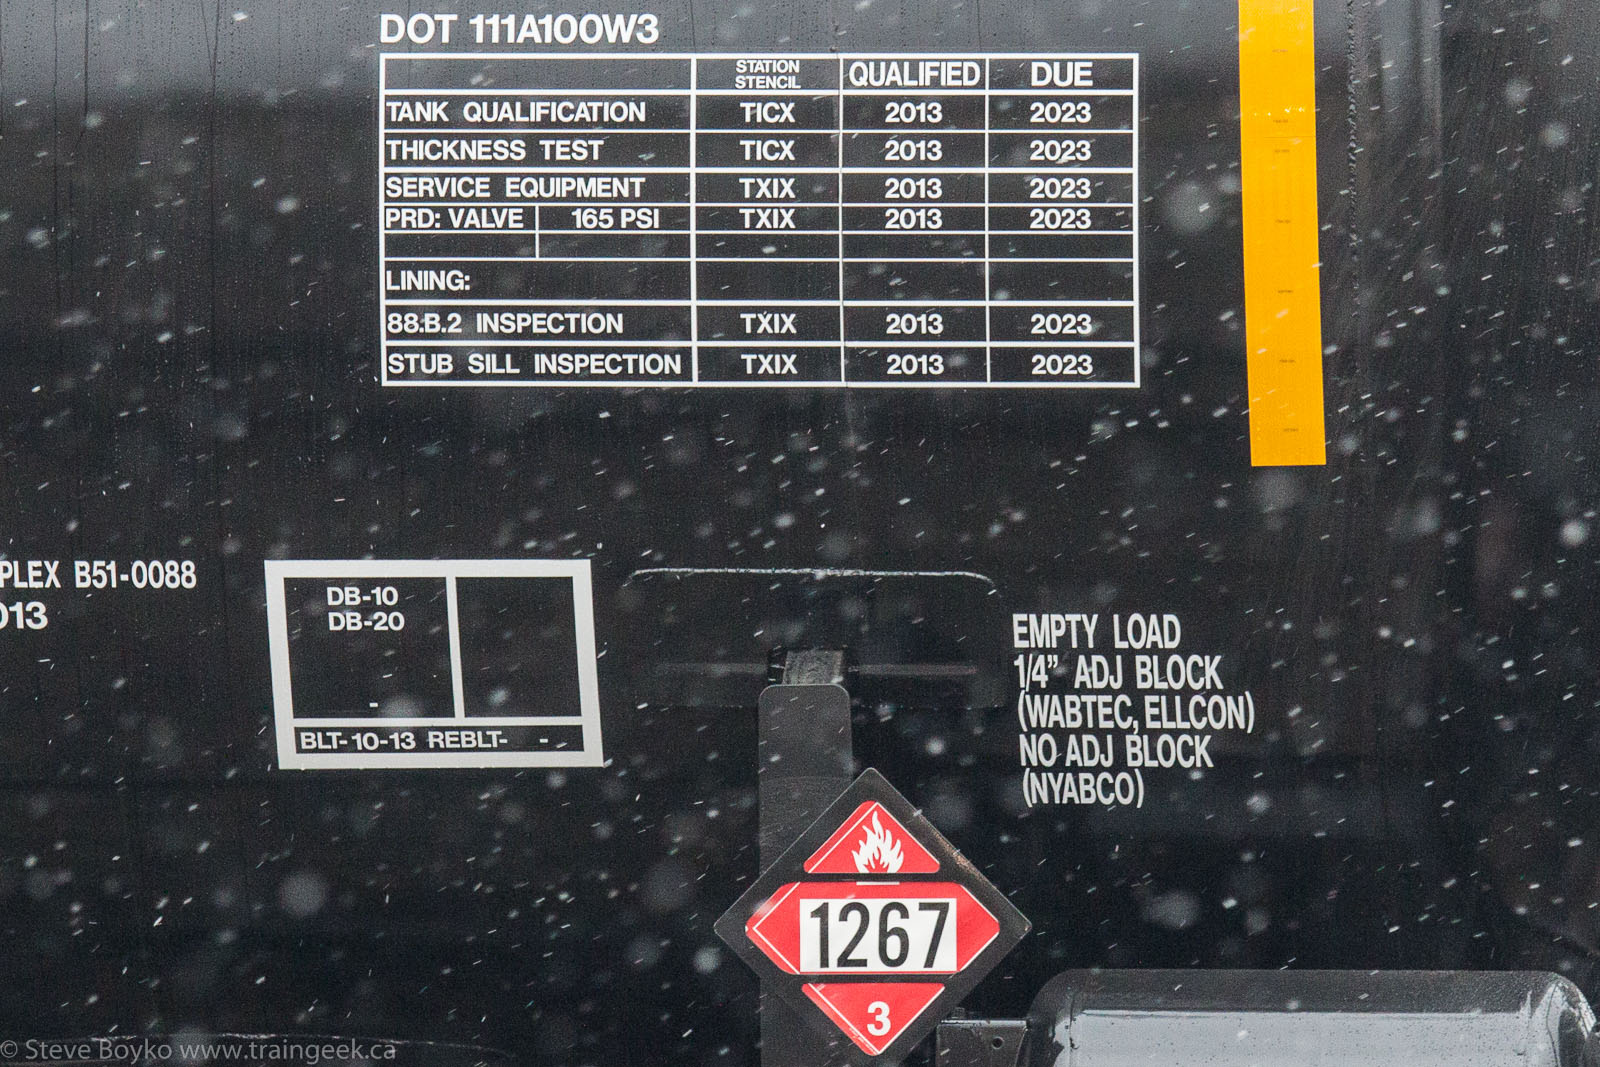 DOT 111A100W3
STATION STENCIL QUALIFIED DUE
TANK QUALIFICATION TICX 2013 2023
THICKNESS TEST TICX 2013 2023
SERVICE EQUIPMENT TXIX 2013 2023
PRD: VALVE 165 PSI TXIX 2013 2023
LINING:
88.B.2 INSPECTION TXIX 2013 2023
STUB SILL INSPECTION TXIX 2013 2023
PLEX B51-0088
013
DB-10
DB-20
-
BLT-10-13 REBLT- -
EMPTY LOAD
1/4” ADJ BLOCK
(WABTEC, ELLCON)
NO ADJ BLOCK
(NYABCO)
1267
3
© Steve Boyko www.traingeek.ca